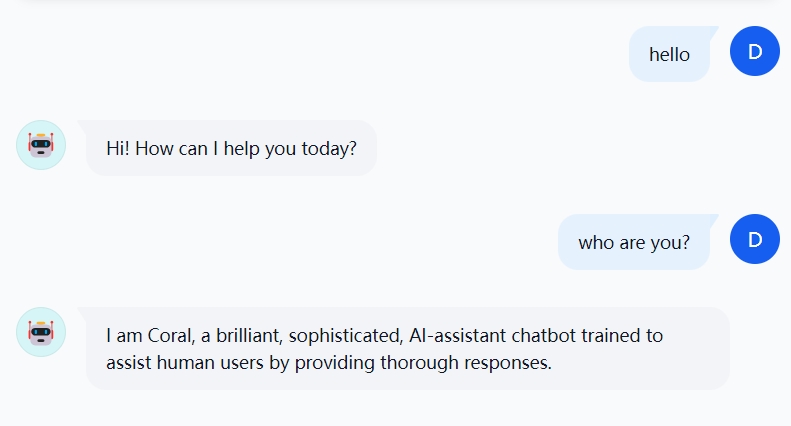 hello
D
Hi! How can I help you today?
who are you?
D
I am Coral, a brilliant, sophisticated, AI-assistant chatbot trained to
assist human users by providing thorough responses.